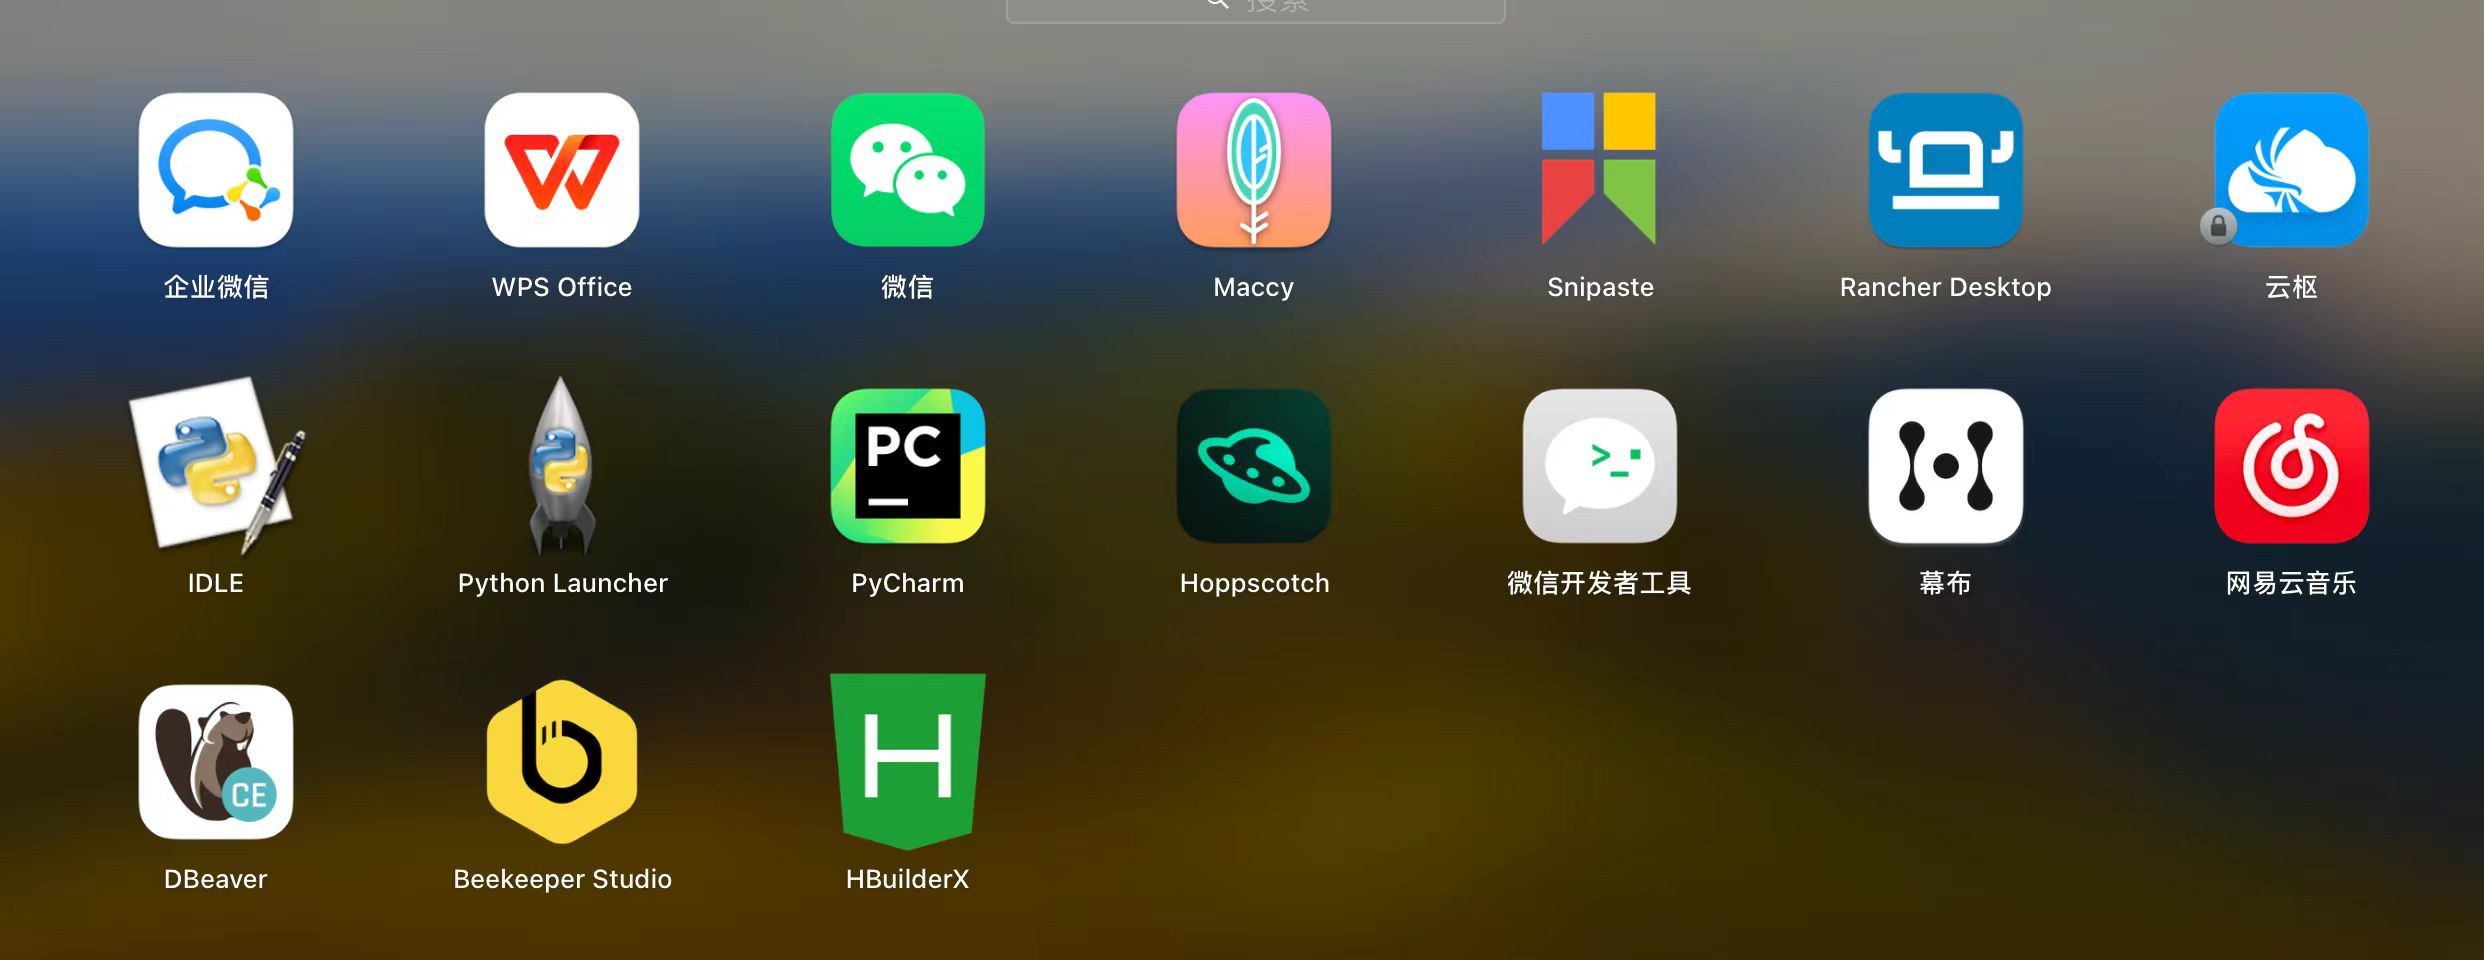 搜索
企业微信
WPS Office
微信
Maccy
Snipaste
Rancher Desktop
云枢
IDLE
Python Launcher
PC
PyCharm
Hoppscotch
>_
微信开发者工具
幕布
网易云音乐
CE
DBeaver
b
Beekeeper Studio
H
HBuilderX